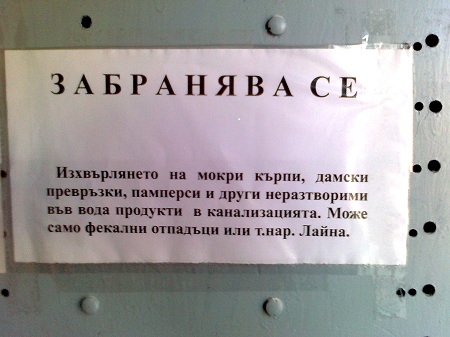 ЗАБРАНЯВА СЕ
Изхвърлянето на мокри кърпи, дамски
превръзки, памперси и други неразтворими
във вода продукти в канализацията. Може
само фекални отпадъци или т.нар. Лайна.